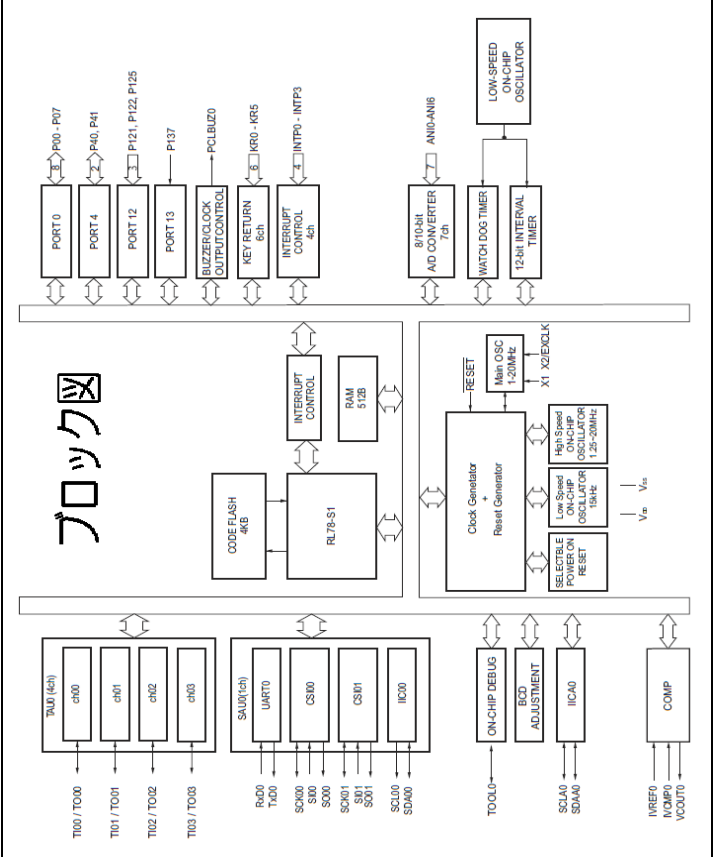 ブロック図
TAU0 (4ch)
ch00
ch01
ch02
ch03
TI00 / TO00
TI01 / TO01
TI02 / TO02
TI03 / TO03
SAU0(1ch)
UART0
CSI00
CSI01
IIC00
RxD0
TxD0
SCK00
SI00
SO00
SCK01
SI01
SO01
SCL00
SDA00
ON-CHIP DEBUG
TOOL0
BCD
ADJUSTMENT
IICA0
SCLA0
SDAA0
COMP
IVREF0
IVCMP0
VCOUT0
CODE FLASH
4KB
RL78-S1
INTERRUPT
CONTROL
RAM
512B
Clock Genetator
+
Reset Generator
RESET
Main OSC
1-20MHz
X1 X2/EXCLK
SELECTBLE
POWER ON
RESET
Low Speed
ON-CHIP
OSCILLATOR
15kHz
High Speed
ON-CHIP
OSCILLATOR
1.25~20MHz
VDD
VSS
PORT 0
8
P00 - P07
PORT 4
2
P40, P41
PORT 12
3
P121, P122, P125
PORT 13
P137
BUZZER/CLOCK
OUTPUT CONTROL
PCLBUZ0
KEY RETURN
6ch
6
KR0 - KR5
INTERRUPT
CONTROL
4ch
4
INTP0 - INTP3
8/10-bit
A/D CONVERTER
7ch
7
ANI0-ANI6
WATCH DOG TIMER
12-bit INTERVAL
TIMER
LOW-SPEED
ON-CHIP
OSCILLATOR